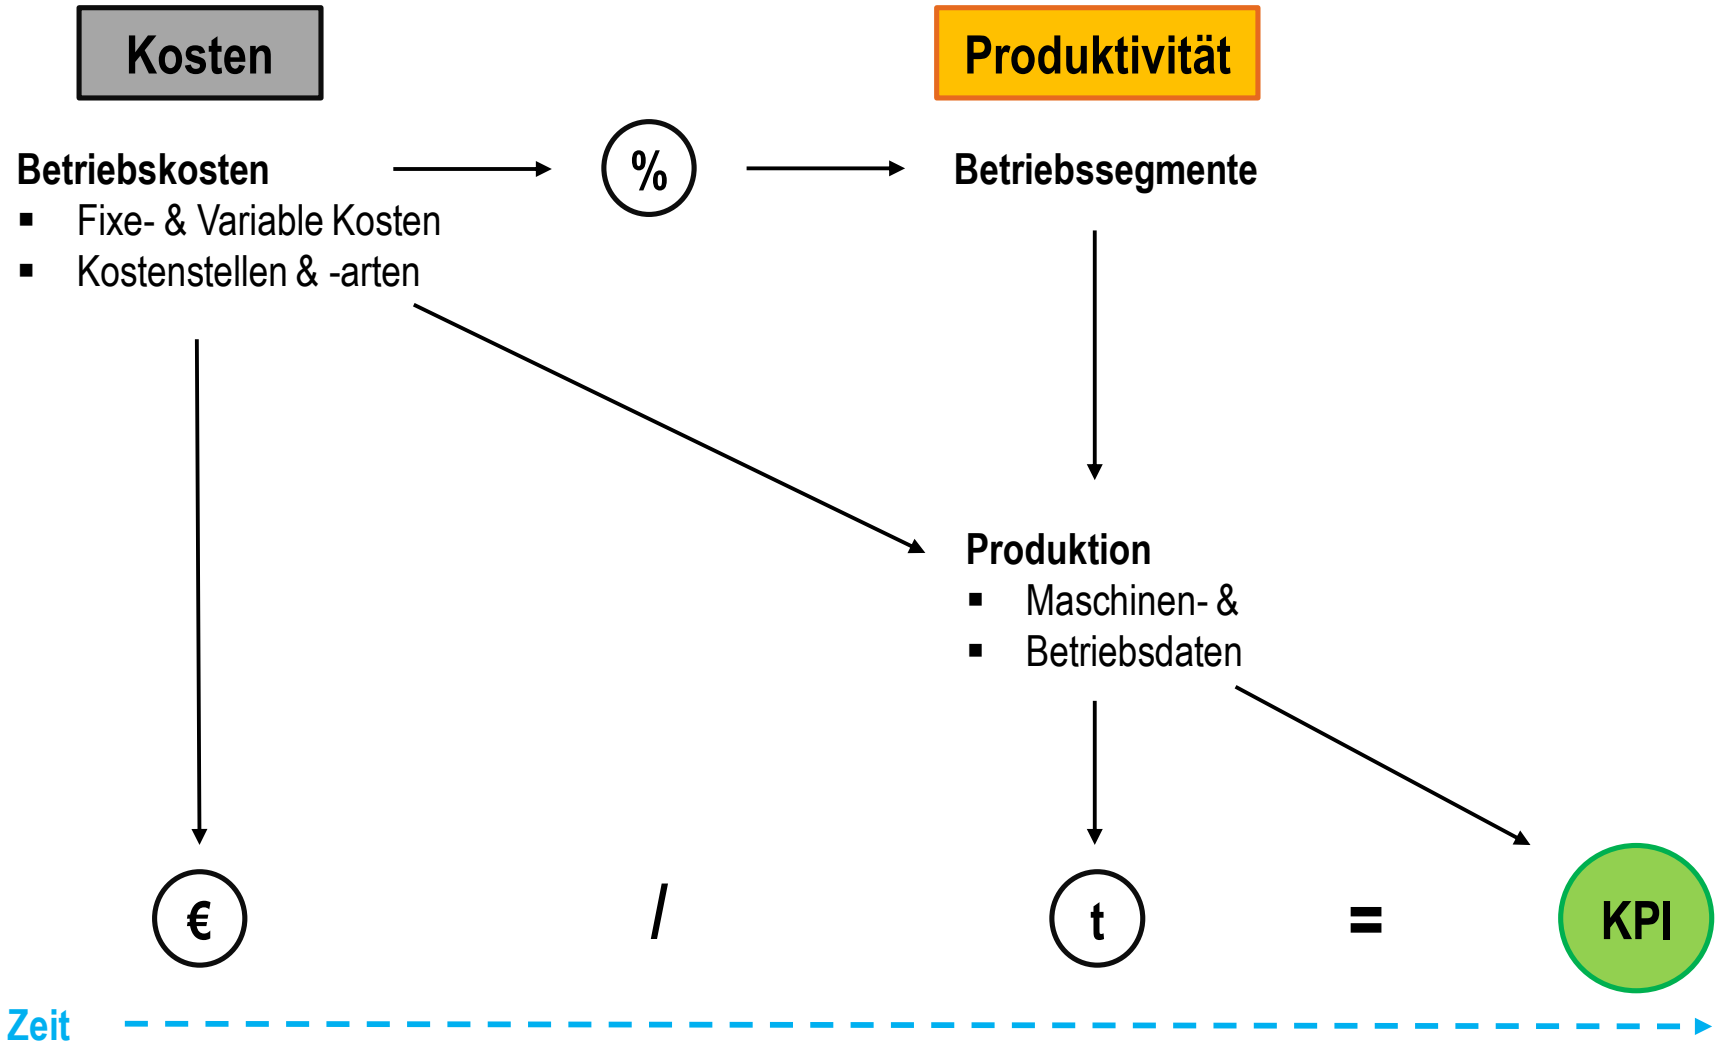 Kosten
Produktivität
Betriebskosten
%
Betriebssegmente
▪ Fixe- & Variable Kosten
▪ Kostenstellen & -arten
Produktion
▪ Maschinen- &
▪ Betriebsdaten
€ / t = KPI
Zeit